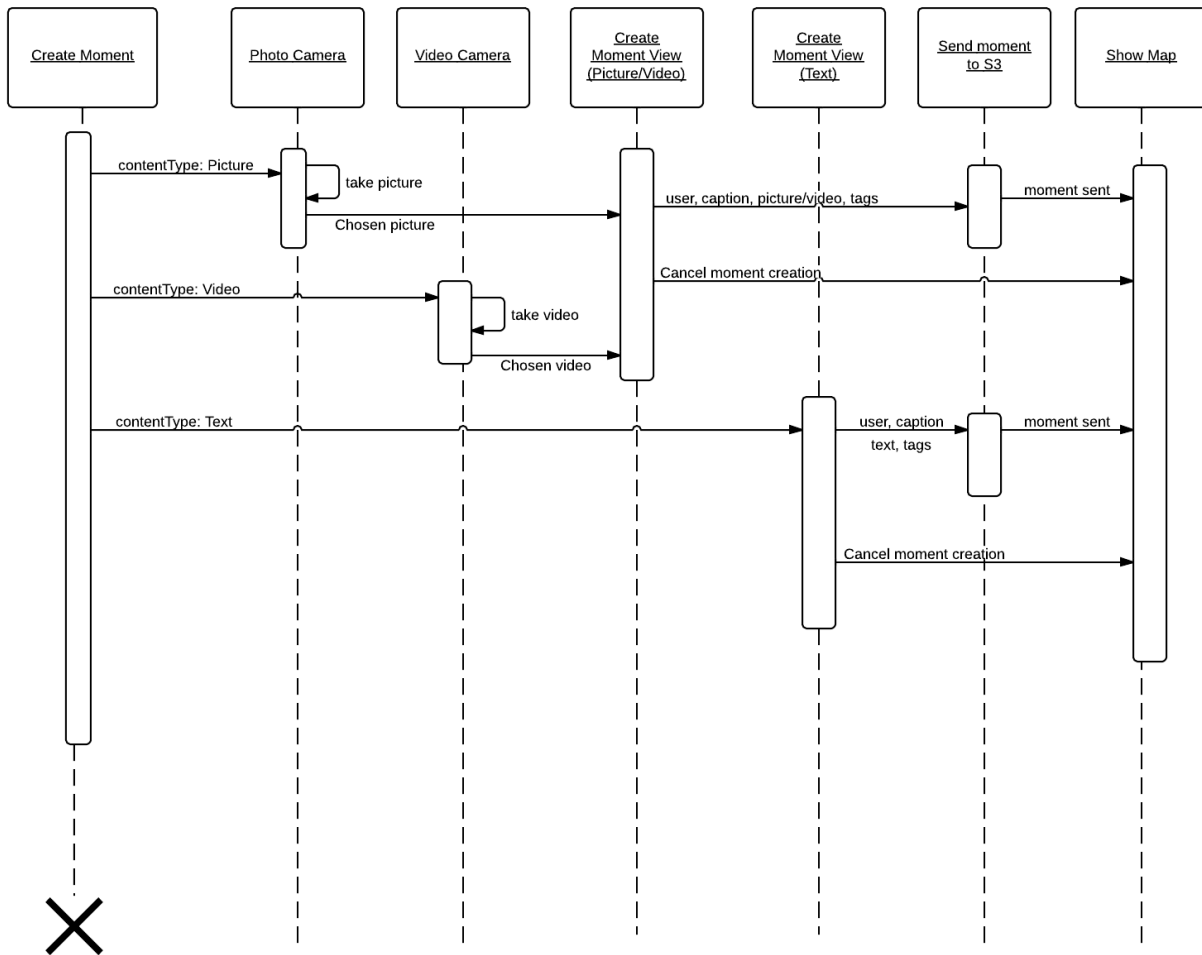 Create Moment
Photo Camera
Video Camera
Create
Moment View
(Picture/Video)
Create
Moment View
(Text)
Send moment
to S3
Show Map
contentType: Picture
take picture
Chosen picture
user, caption, picture/video, tags
moment sent
Cancel moment creation
contentType: Video
take video
Chosen video
contentType: Text
user, caption
text, tags
moment sent
Cancel moment creation